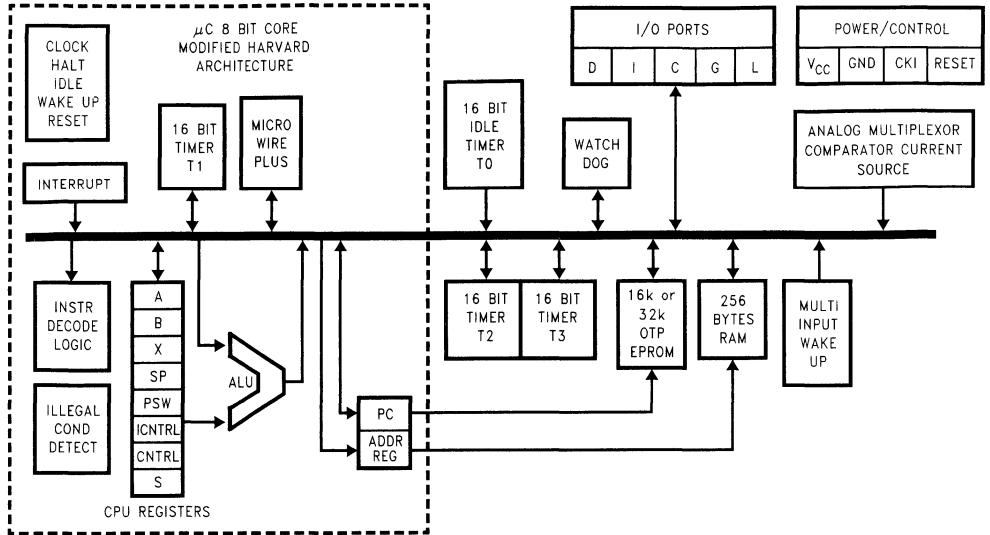 μC 8 BIT CORE
MODIFIED HARVARD
ARCHITECTURE
CLOCK
HALT
IDLE
WAKE UP
RESET
16 BIT
TIMER
T1
MICRO
WIRE
PLUS
INTERRUPT
16 BIT
IDLE
TIMER
T0
WATCH
DOG
I/O PORTS
D I C G L
POWER/CONTROL
VCC GND CKI RESET
ANALOG MULTIPLEXOR
COMPARATOR CURRENT
SOURCE
INSTR
DECODE
LOGIC
ILLEGAL
COND
DETECT
A
B
X
SP
PSW
ICNTRL
CNTRL
S
CPU REGISTERS
ALU
PC
ADDR
REG
16 BIT
TIMER
T2
16 BIT
TIMER
T3
16k or
32k
OTP
EPROM
256
BYTES
RAM
MULTI
INPUT
WAKE
UP